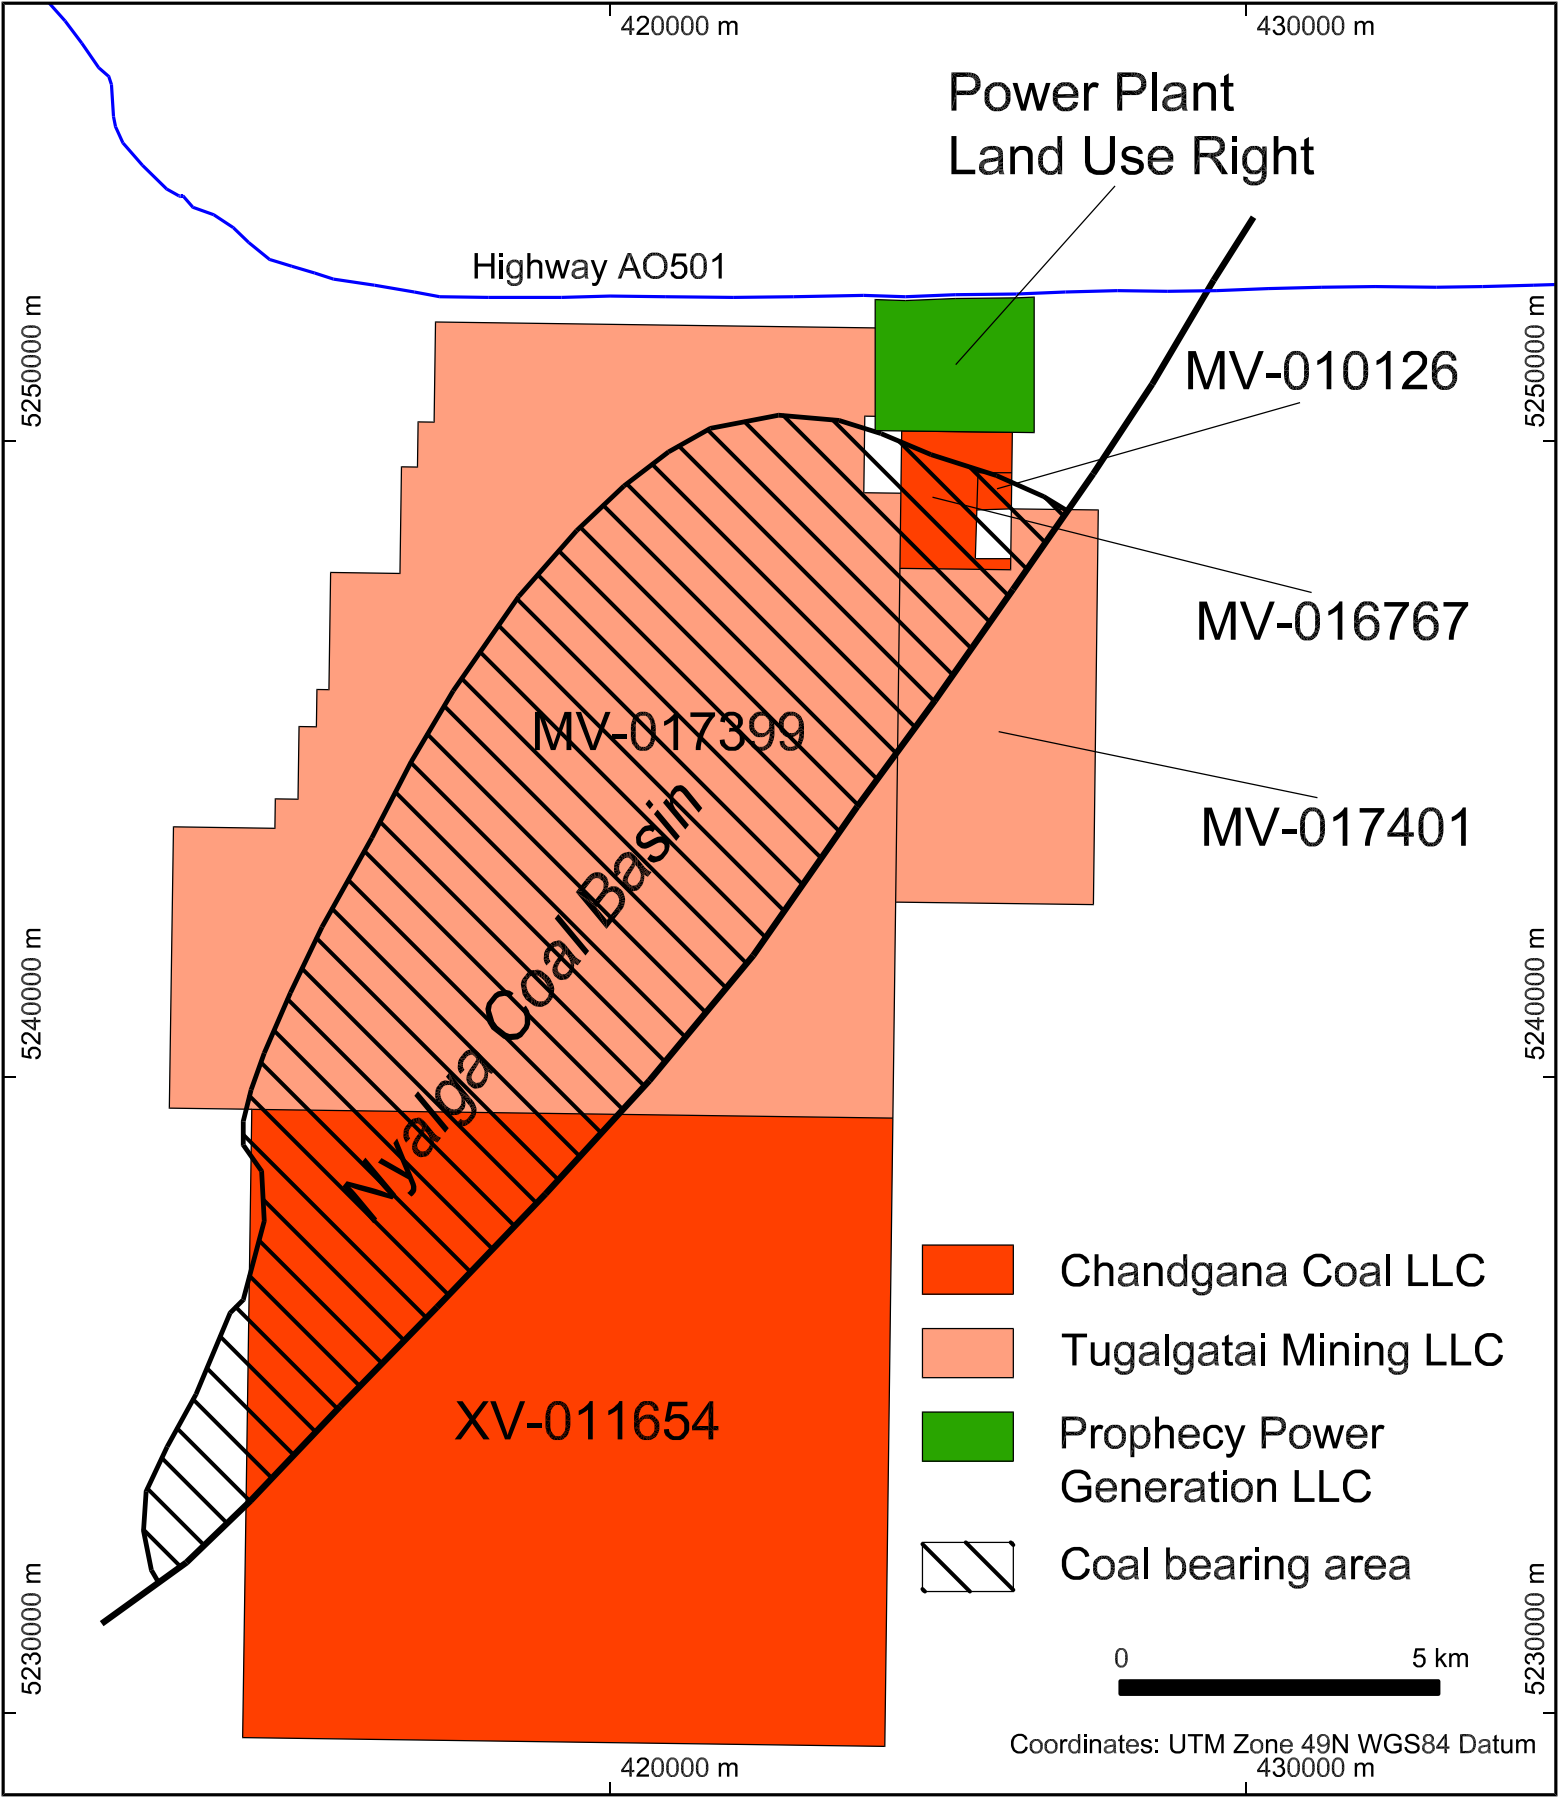 420000 m
430000 m
Power Plant
Land Use Right
Highway AO501
5250000 m
5250000 m
MV-010126
MV-016767
MV-017399
MV-017401
Nyalga Coal Basin
5240000 m
5240000 m
Chandgana Coal LLC
Tugalgatai Mining LLC
XV-011654
Prophecy Power
Generation LLC
Coal bearing area
5230000 m
5230000 m
0 5 km
Coordinates: UTM Zone 49N WGS84 Datum
420000 m
430000 m